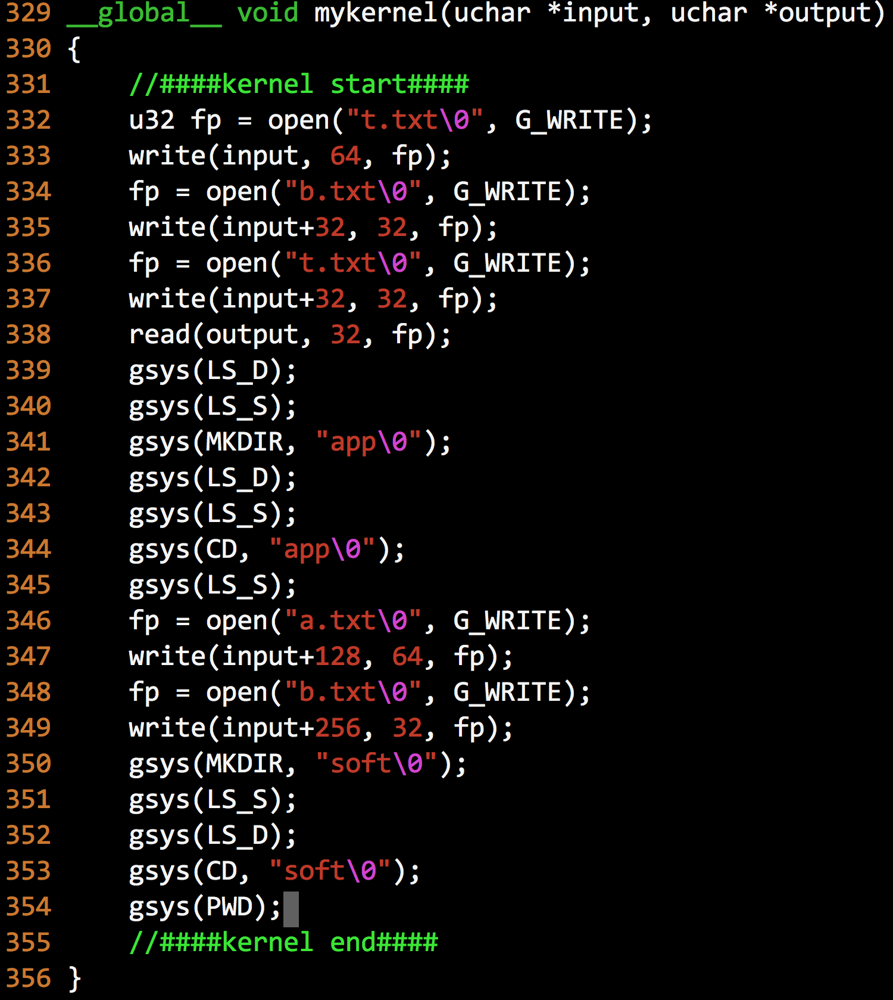 329 __global__ void mykernel(uchar *input, uchar *output)
330 {
331     //####kernel start####
332     u32 fp = open("t.txt\0", G_WRITE);
333     write(input, 64, fp);
334     fp = open("b.txt\0", G_WRITE);
335     write(input+32, 32, fp);
336     fp = open("t.txt\0", G_WRITE);
337     write(input+32, 32, fp);
338     read(output, 32, fp);
339     gsys(LS_D);
340     gsys(LS_S);
341     gsys(MKDIR, "app\0");
342     gsys(LS_D);
343     gsys(LS_S);
344     gsys(CD, "app\0");
345     gsys(LS_S);
346     fp = open("a.txt\0", G_WRITE);
347     write(input+128, 64, fp);
348     fp = open("b.txt\0", G_WRITE);
349     write(input+256, 32, fp);
350     gsys(MKDIR, "soft\0");
351     gsys(LS_S);
352     gsys(LS_D);
353     gsys(CD, "soft\0");
354     gsys(PWD);
355     //####kernel end####
356 }